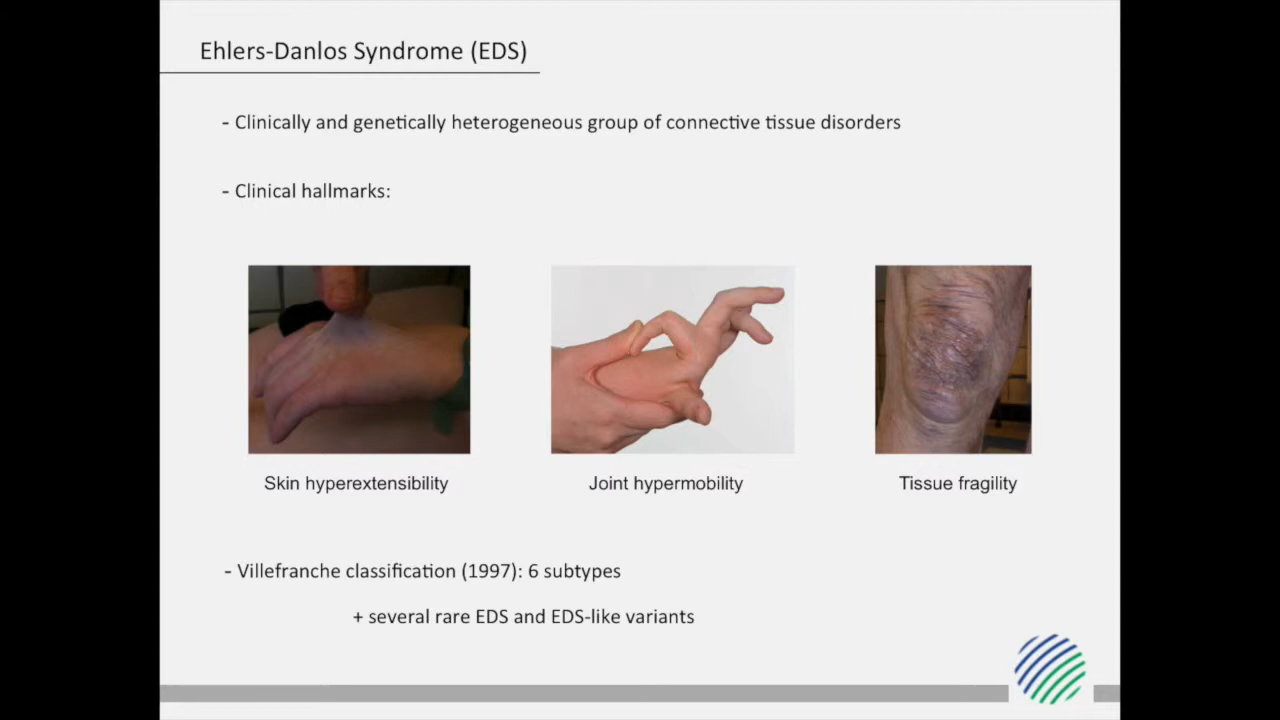 Ehlers-Danlos Syndrome (EDS)
- Clinically and genetically heterogeneous group of connective tissue disorders
- Clinical hallmarks:
Skin hyperextensibility
Joint hypermobility
Tissue fragility
- Villefranche classification (1997): 6 subtypes
+ several rare EDS and EDS-like variants